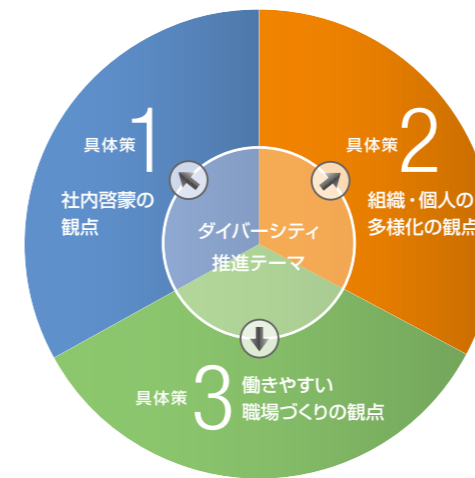 具体策1
社内啓蒙の
観点
具体策2
組織・個人の
多様化の観点
ダイバーシティ
推進テーマ
具体策3
働きやすい
職場づくりの観点